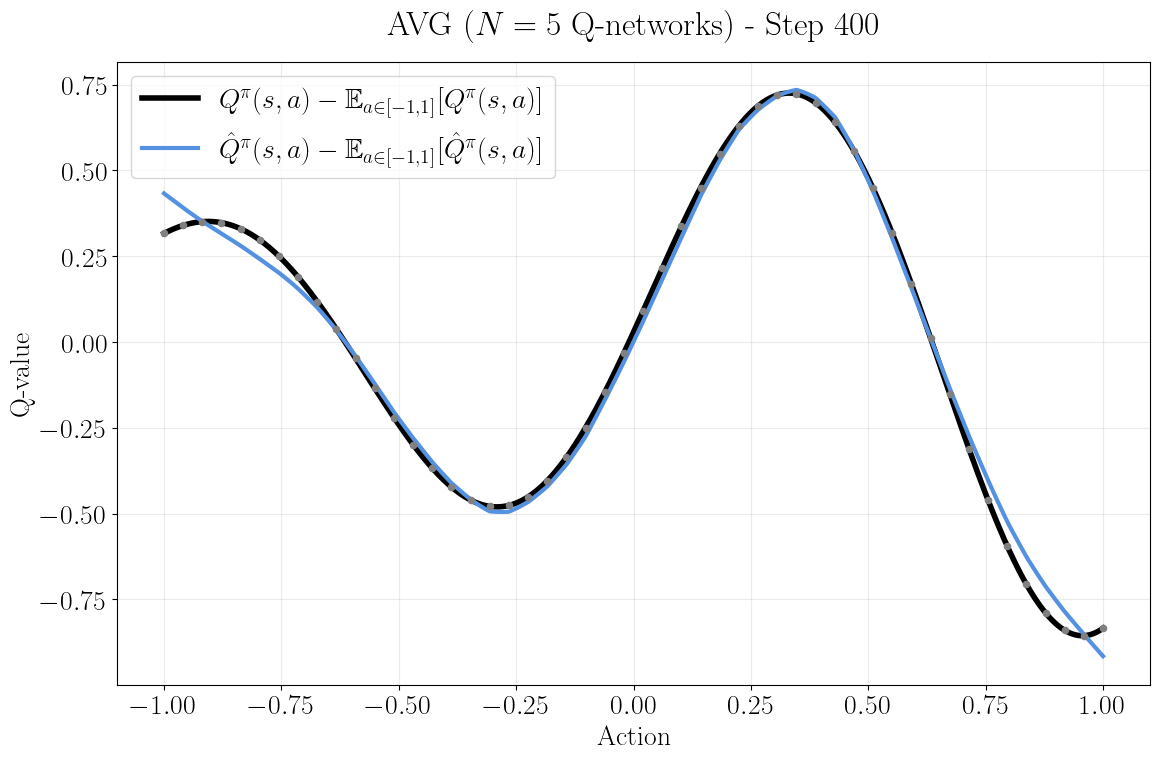 AVG (N = 5 Q-networks) - Step 400
Q^π(s, a) − 𝔼_{a∈[−1,1]}[Q^π(s, a)]
Q̂^π(s, a) − 𝔼_{a∈[−1,1]}[Q̂^π(s, a)]
0.75
0.50
0.25
0.00
−0.25
−0.50
−0.75
Q-value
−1.00 −0.75 −0.50 −0.25 0.00 0.25 0.50 0.75 1.00
Action